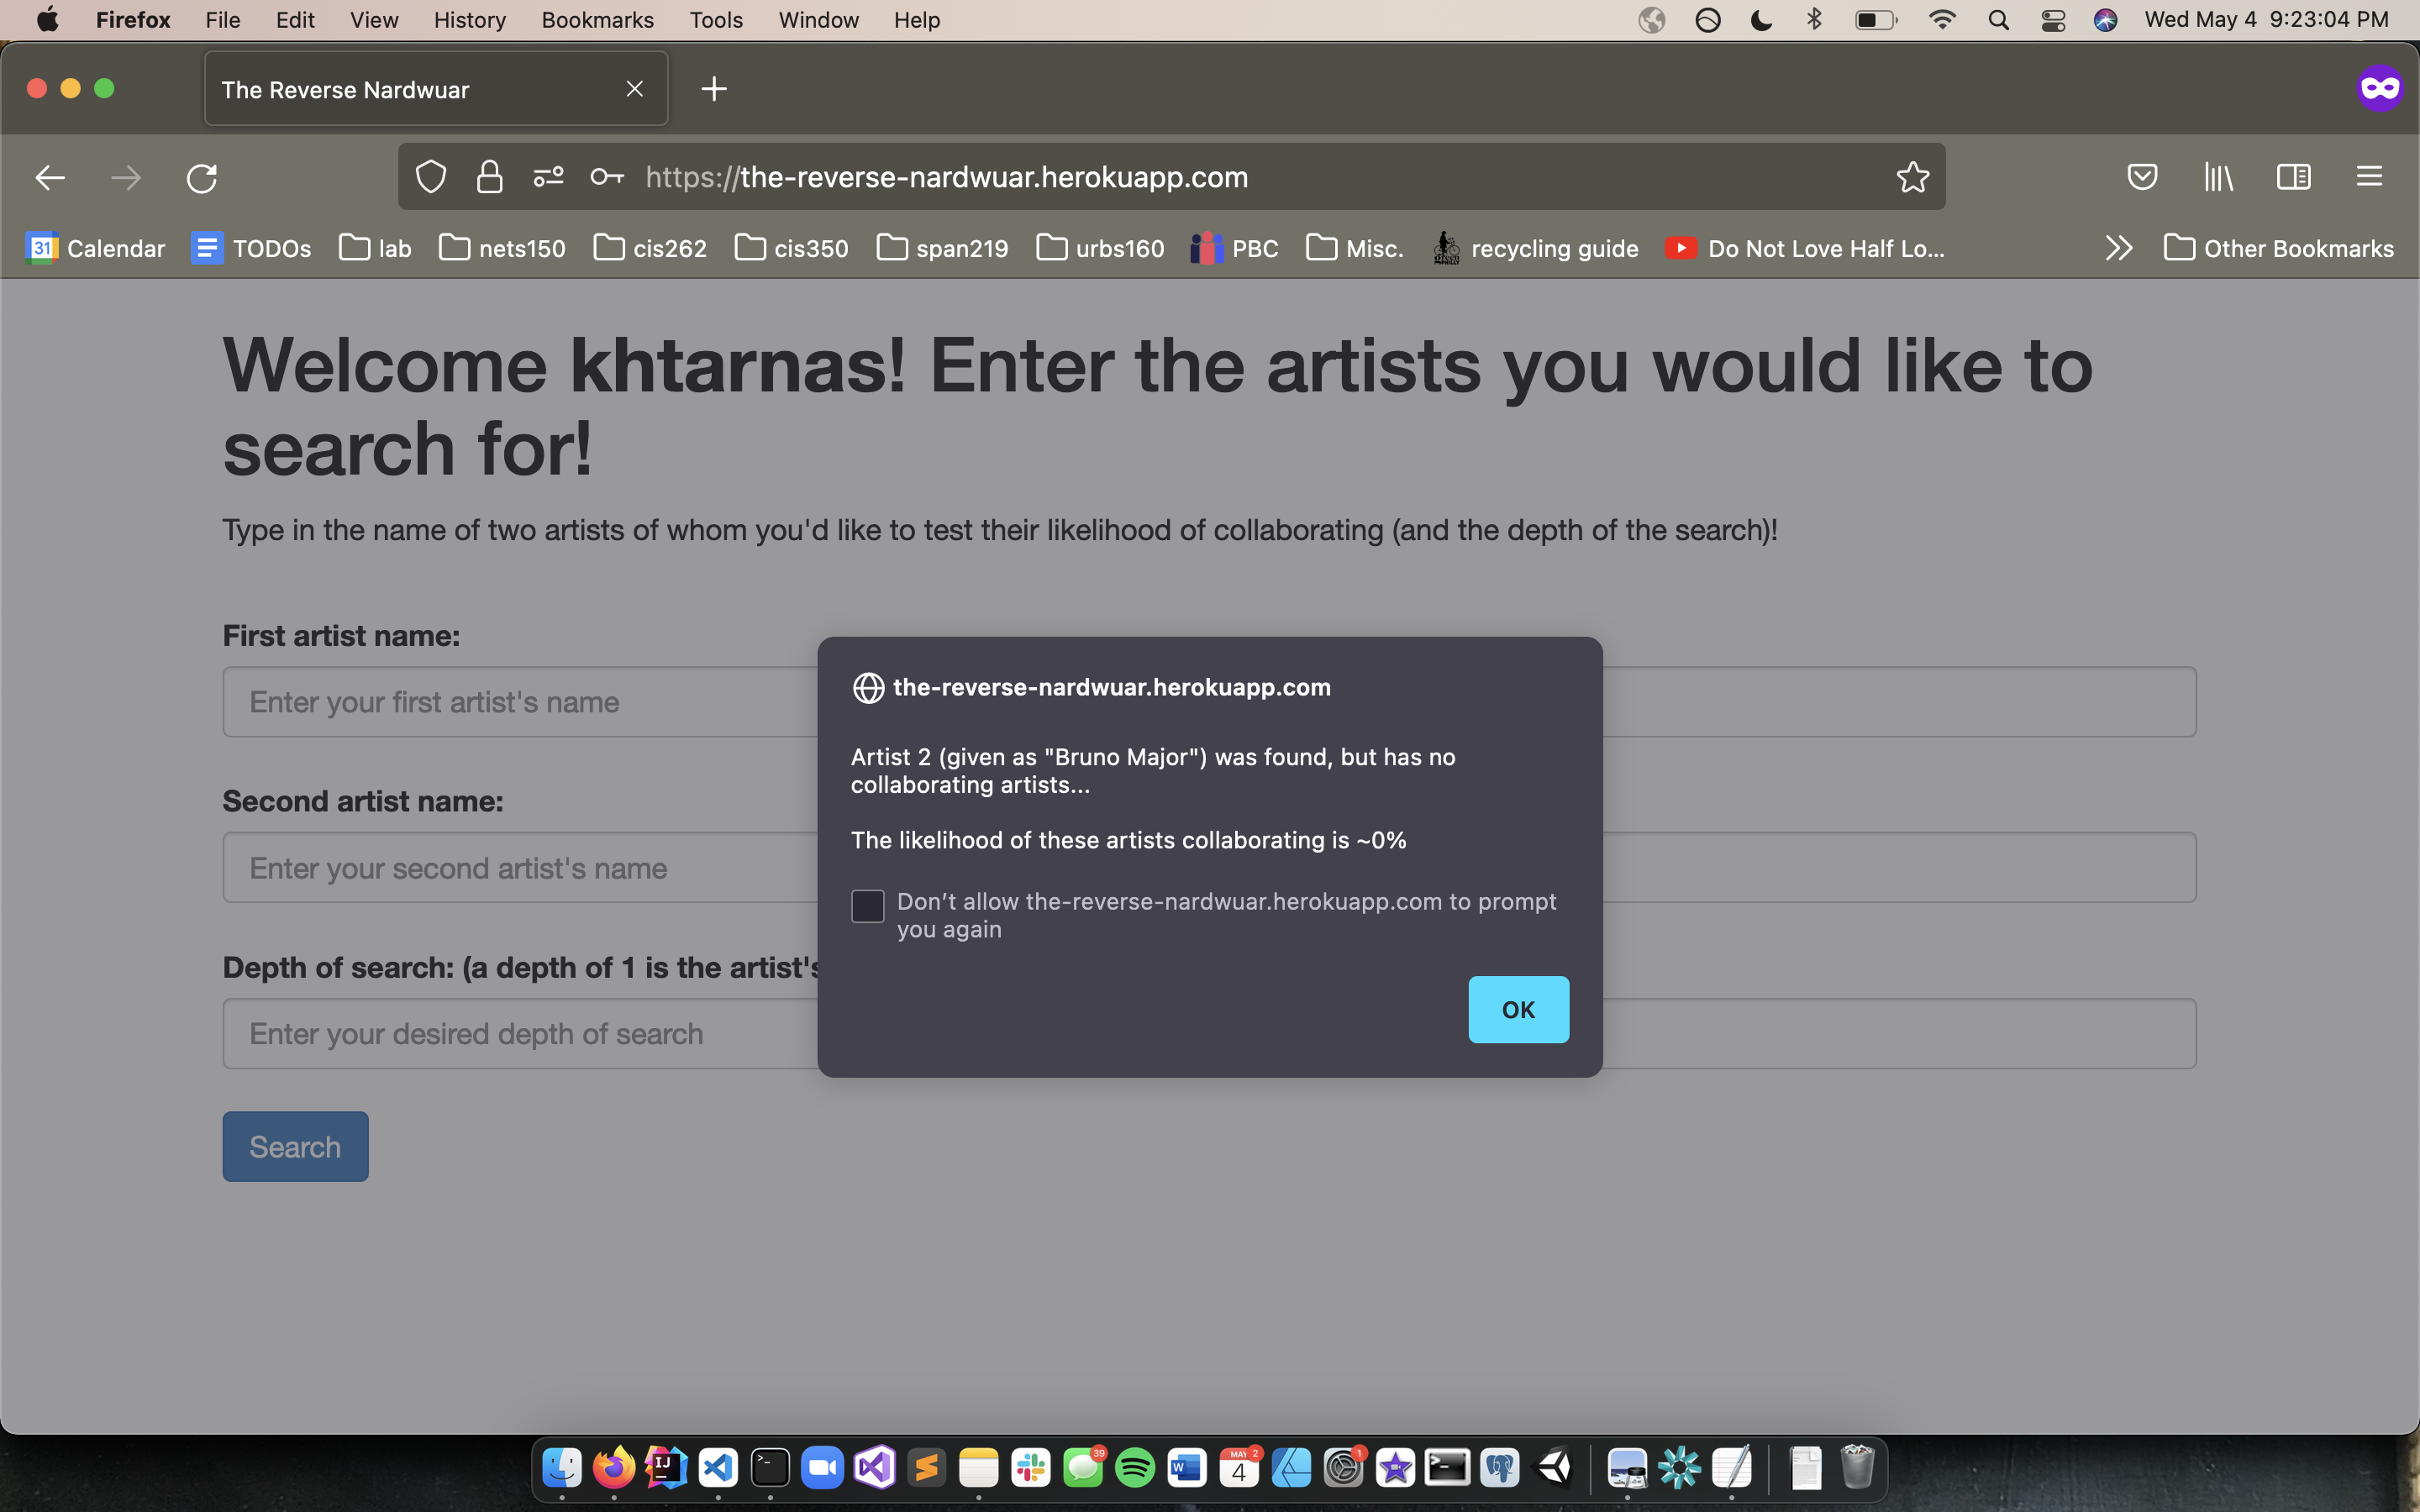 Firefox File Edit View History Bookmarks Tools Window Help Wed May 4 9:23:04 PM
The Reverse Nardwuar
https://the-reverse-nardwuar.herokuapp.com
31 Calendar TODOs lab nets150 cis262 cis350 span219 urbs160 PBC Misc. recycling guide Do Not Love Half Lo... Other Bookmarks
Welcome khtarnas! Enter the artists you would like to
search for!
Type in the name of two artists of whom you'd like to test their likelihood of collaborating (and the depth of the search)!
First artist name:
Enter your first artist's name
Second artist name:
Enter your second artist's name
Depth of search: (a depth of 1 is the artist's
Enter your desired depth of search
Search
the-reverse-nardwuar.herokuapp.com
Artist 2 (given as "Bruno Major") was found, but has no
collaborating artists...
The likelihood of these artists collaborating is ~0%
Don’t allow the-reverse-nardwuar.herokuapp.com to prompt
you again
OK
IJ 39 W MAY 2 4 1